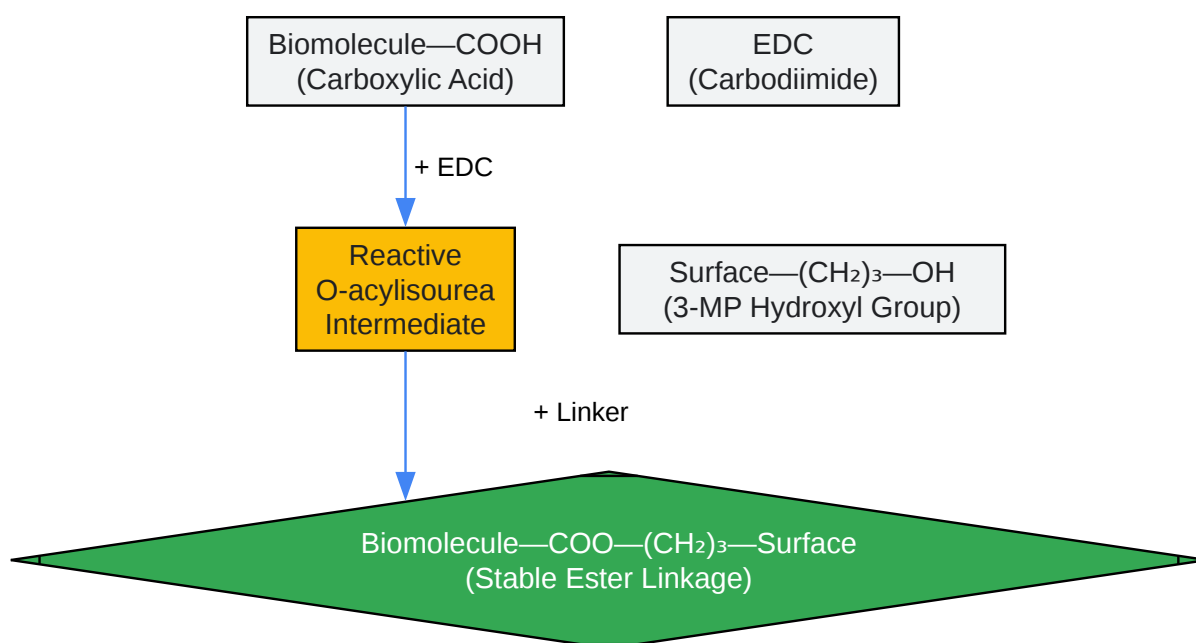 Biomolecule—COOH
(Carboxylic Acid)
EDC
(Carbodiimide)
+ EDC
Reactive
O-acylisourea
Intermediate
Surface—(CH₂)₃—OH
(3-MP Hydroxyl Group)
+ Linker
Biomolecule—COO—(CH₂)₃—Surface
(Stable Ester Linkage)